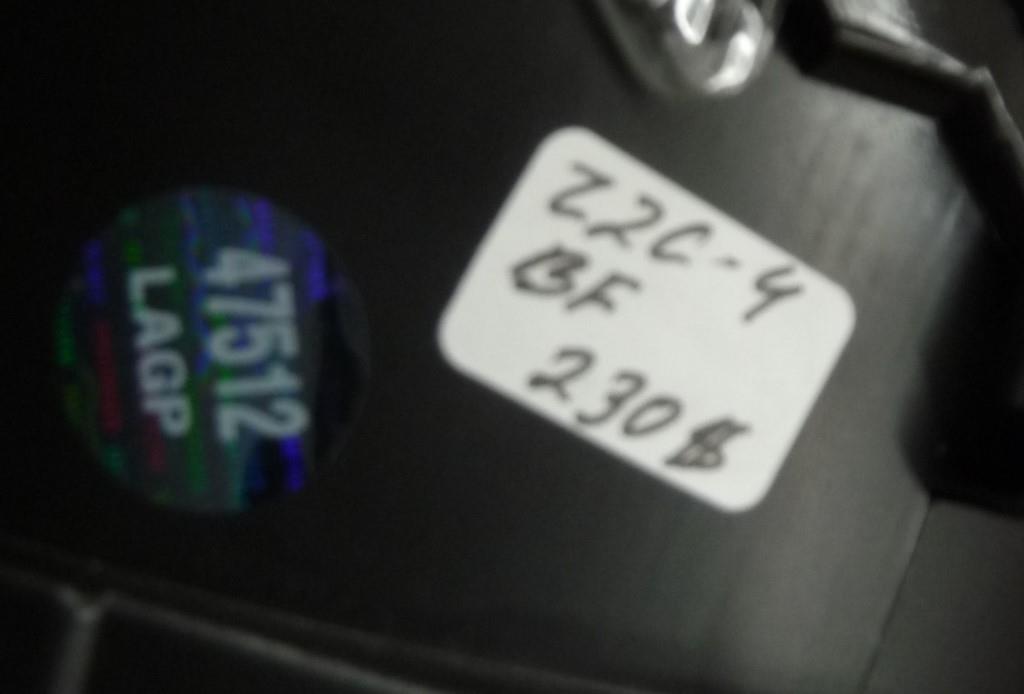 47512
LAGP
Z2C-4
BF
230$